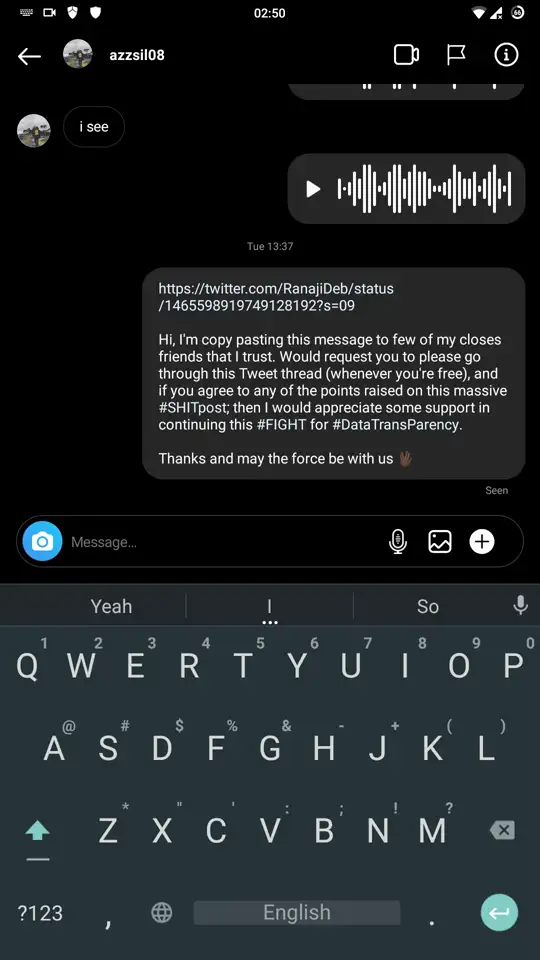 02:50
66
azzsil08
i see
Tue 13:37
https://twitter.com/RanajiDeb/status
/1465598919749128192?s=09
Hi, I'm copy pasting this message to few of my closes
friends that I trust. Would request you to please go
through this Tweet thread (whenever you're free), and
if you agree to any of the points raised on this massive
#SHITpost; then I would appreciate some support in
continuing this #FIGHT for #DataTransParency.
Thanks and may the force be with us 🖖🏿
Seen
Message...
Yeah I So
1 2 3 4 5 6 7 8 9 0
Q W E R T Y U I O P
@ # $ % & - + ( )
A S D F G H J K L
* " ' : ; ! ?
Z X C V B N M
?123 , English .